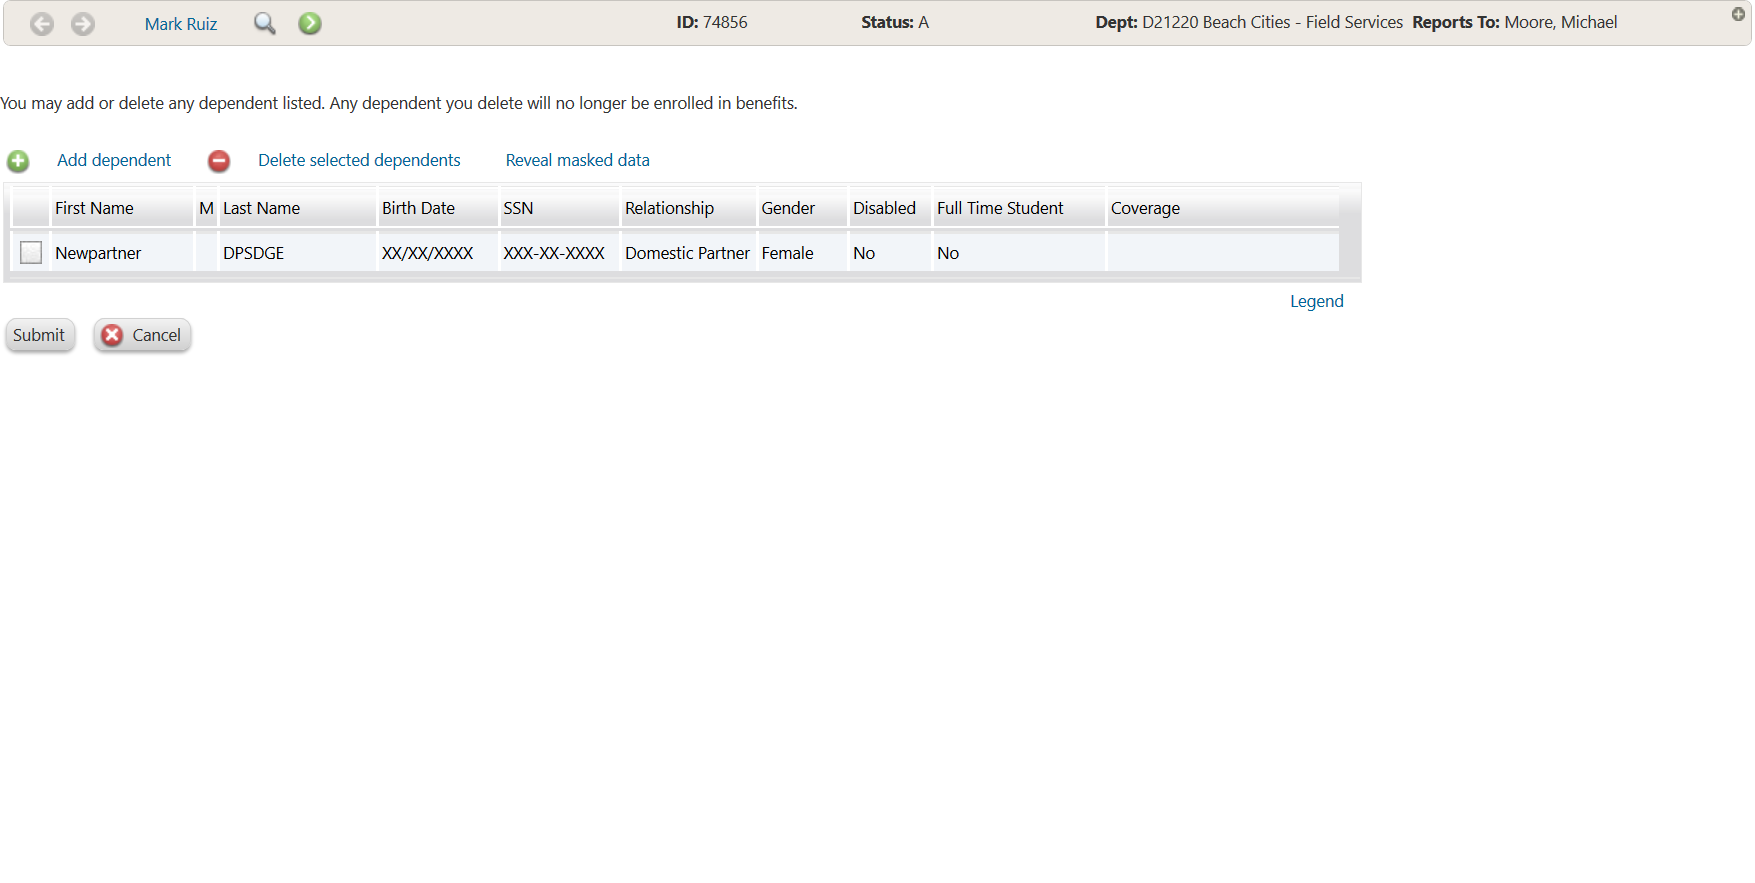 Mark Ruiz ID: 74856 Status: A Dept: D21220 Beach Cities - Field Services Reports To: Moore, Michael
You may add or delete any dependent listed. Any dependent you delete will no longer be enrolled in benefits.
Add dependent Delete selected dependents Reveal masked data
First Name M Last Name Birth Date SSN Relationship Gender Disabled Full Time Student Coverage
Newpartner DPSDGE XX/XX/XXXX XXX-XX-XXXX Domestic Partner Female No No
Legend
Submit Cancel